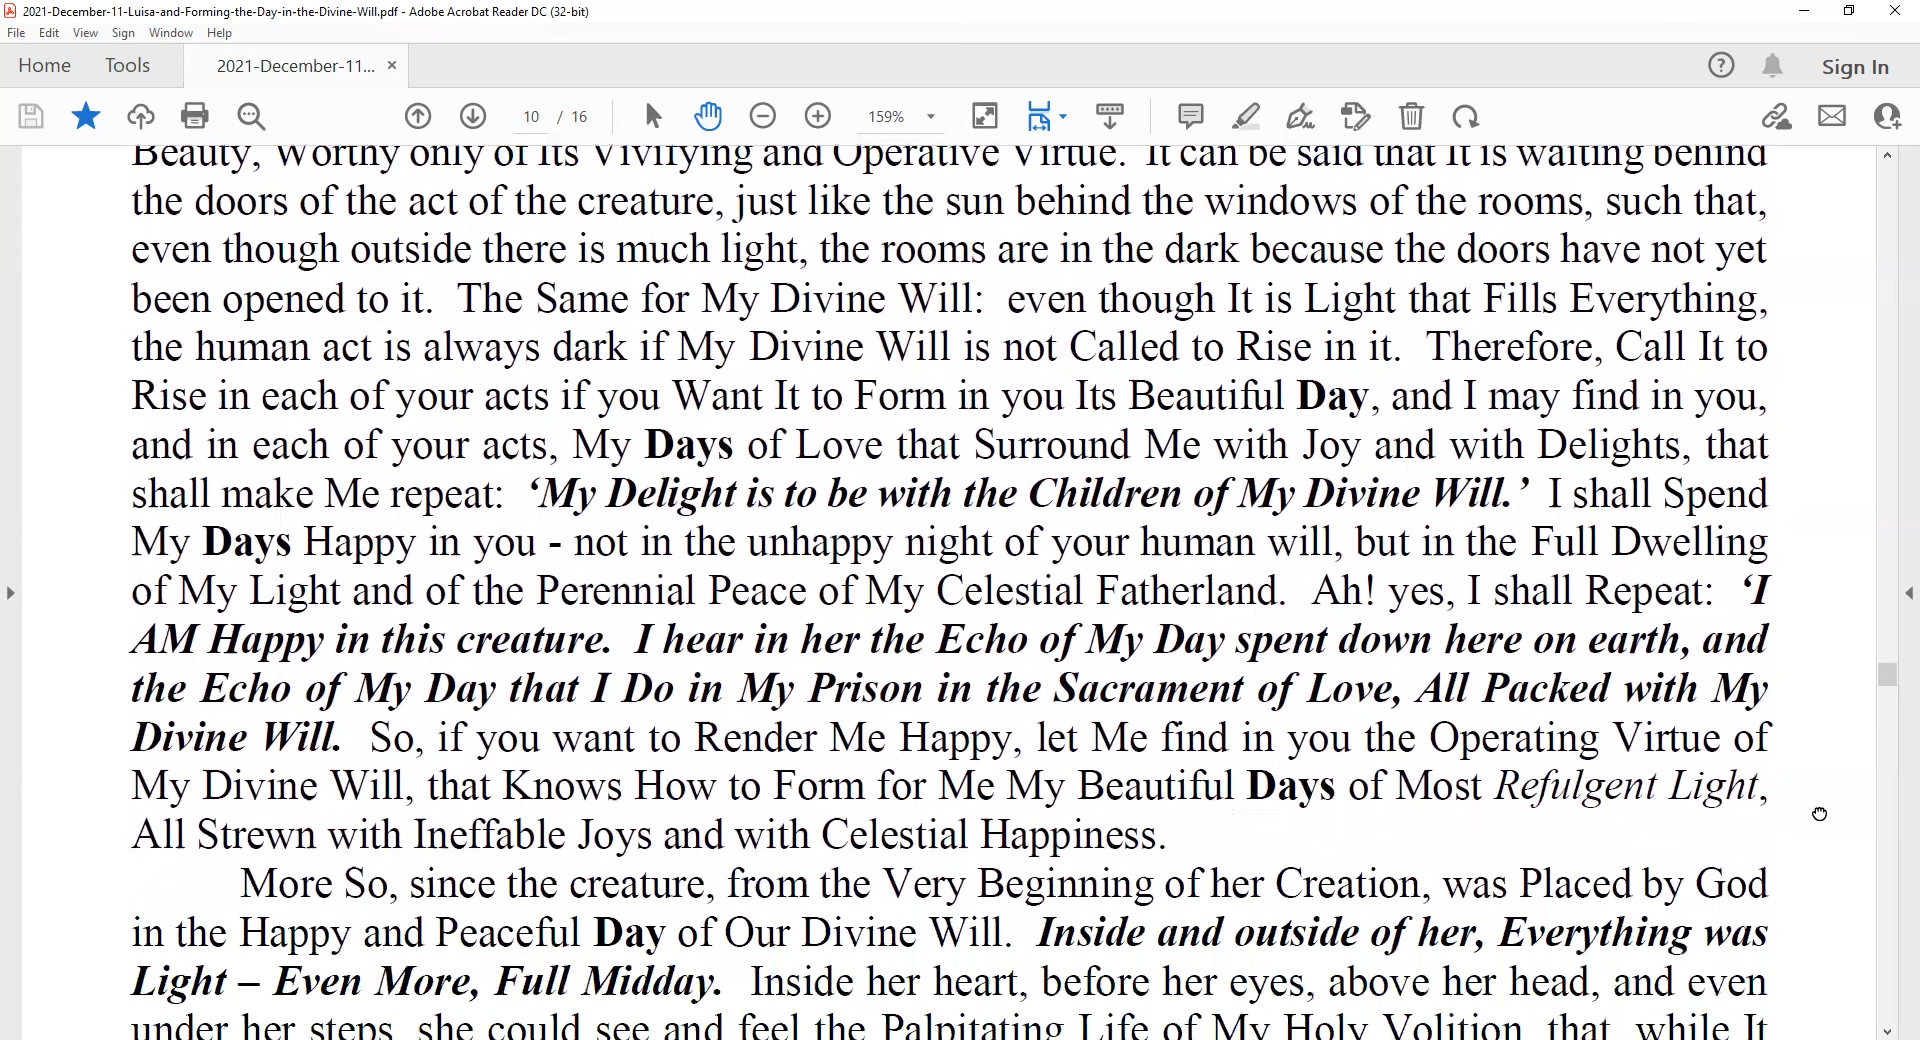 2021-December-11-Luisa-and-Forming-the-Day-in-the-Divine-Will.pdf - Adobe Acrobat Reader DC (32-bit)
File Edit View Sign Window Help
Home Tools 2021-December-11... × Sign In
10 / 16 159%
Beauty, Worthy only of Its Vivifying and Operative Virtue. It can be said that It is waiting behind
the doors of the act of the creature, just like the sun behind the windows of the rooms, such that,
even though outside there is much light, the rooms are in the dark because the doors have not yet
been opened to it. The Same for My Divine Will: even though It is Light that Fills Everything,
the human act is always dark if My Divine Will is not Called to Rise in it. Therefore, Call It to
Rise in each of your acts if you Want It to Form in you Its Beautiful Day, and I may find in you,
and in each of your acts, My Days of Love that Surround Me with Joy and with Delights, that
shall make Me repeat: ‘My Delight is to be with the Children of My Divine Will.’ I shall Spend
My Days Happy in you - not in the unhappy night of your human will, but in the Full Dwelling
of My Light and of the Perennial Peace of My Celestial Fatherland. Ah! yes, I shall Repeat: ‘I
AM Happy in this creature. I hear in her the Echo of My Day spent down here on earth, and
the Echo of My Day that I Do in My Prison in the Sacrament of Love, All Packed with My
Divine Will. So, if you want to Render Me Happy, let Me find in you the Operating Virtue of
My Divine Will, that Knows How to Form for Me My Beautiful Days of Most Refulgent Light,
All Strewn with Ineffable Joys and with Celestial Happiness.
More So, since the creature, from the Very Beginning of her Creation, was Placed by God
in the Happy and Peaceful Day of Our Divine Will. Inside and outside of her, Everything was
Light – Even More, Full Midday. Inside her heart, before her eyes, above her head, and even
under her steps, she could see and feel the Palpitating Life of My Holy Volition, that, while It